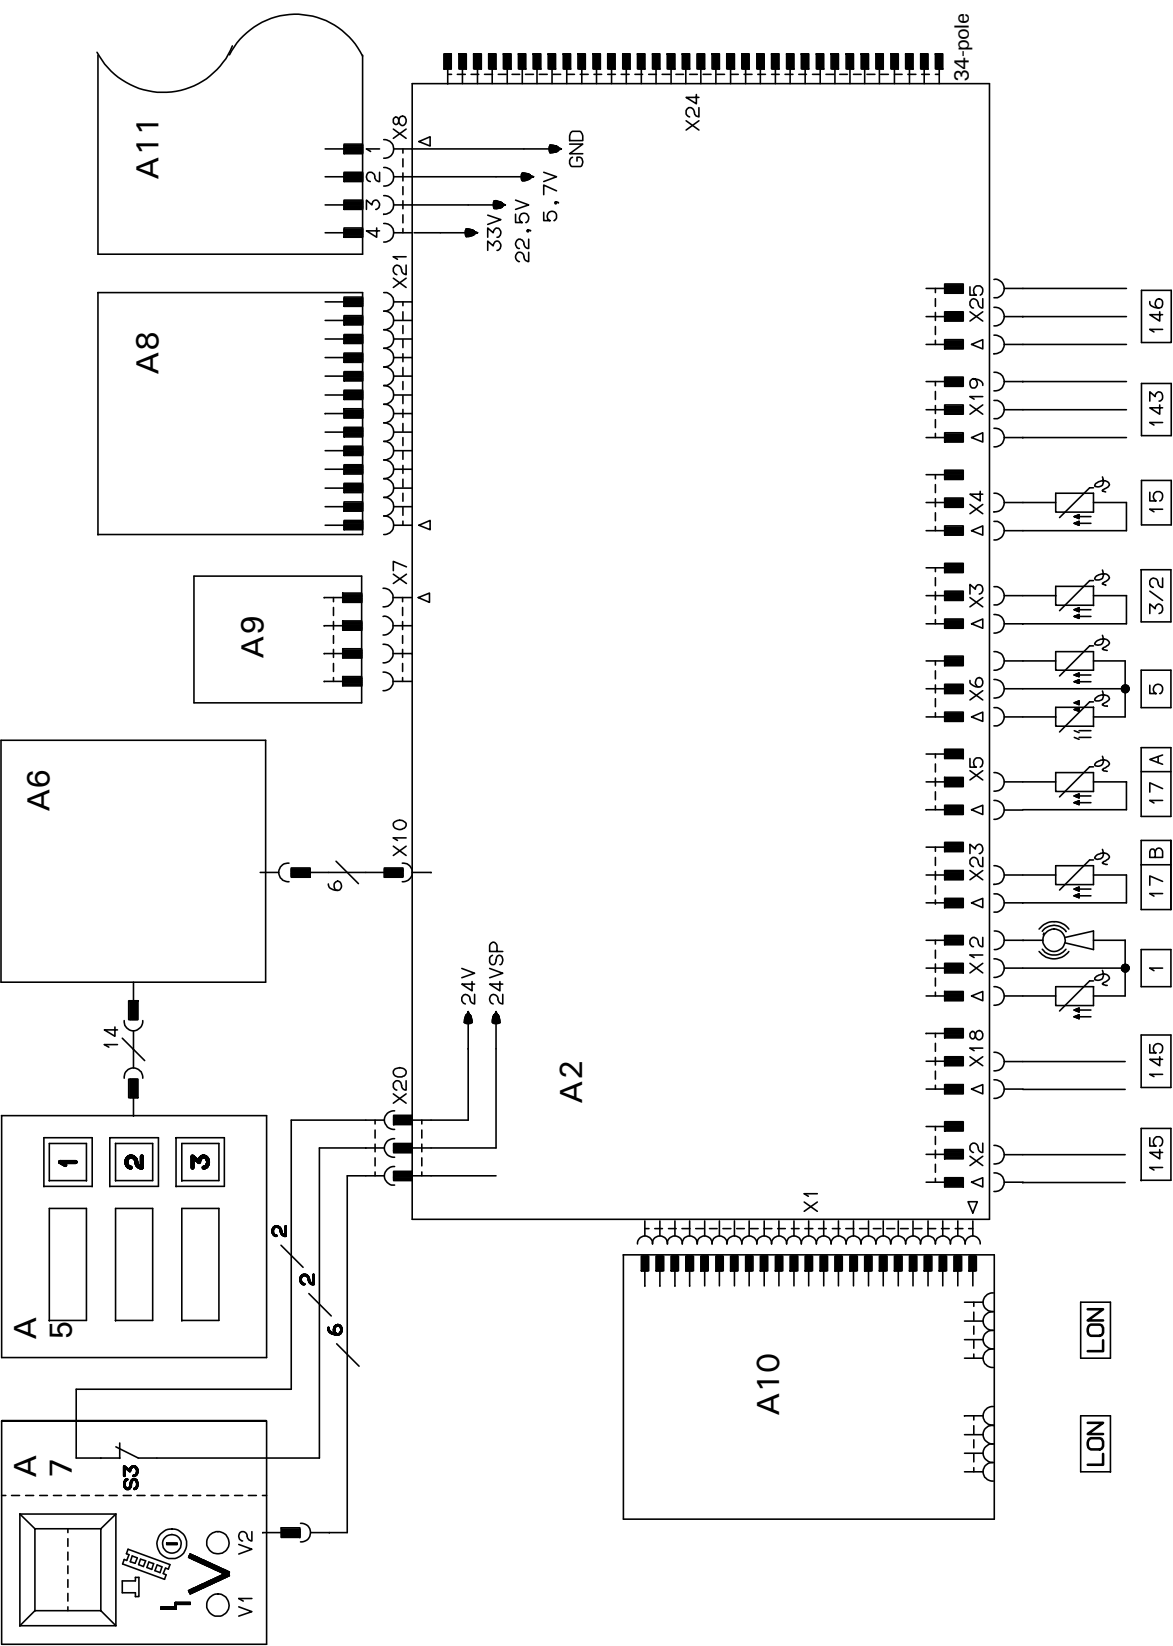 A
7
S3
V1
V2
A
5
1
2
3
14
A6
6
A9
A8
A11
2
2
6
X20
X10
X7
X21
4
3
2
1
X8
24V
24VSP
33V
22,5V
5,7V
GND
A2
X24
34-pole
A10
X1
X2
X18
X12
X23
X5
X6
X3
X4
X19
X25
LON
LON
145
145
1
17 B
17 A
5
3/2
15
143
146